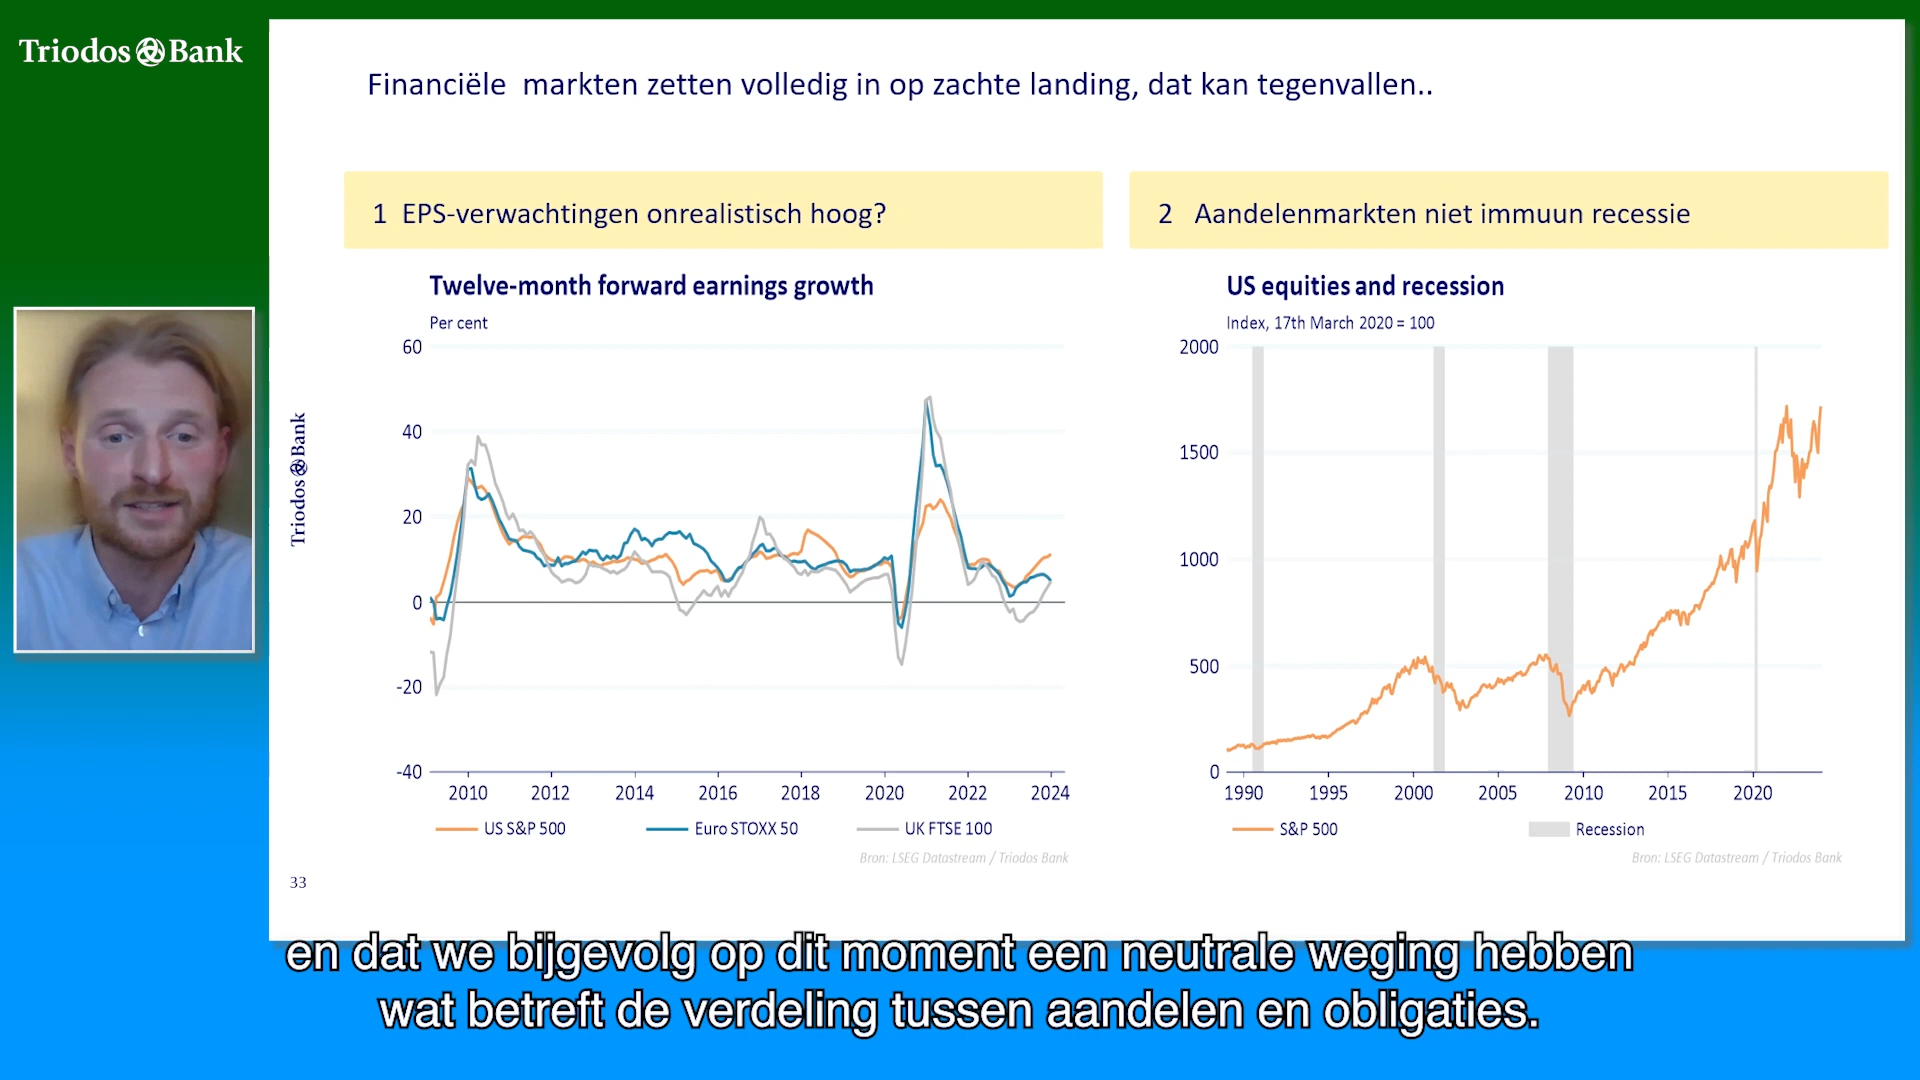 Triodos Bank
Financiële markten zetten volledig in op zachte landing, dat kan tegenvallen..
1 EPS-verwachtingen onrealistisch hoog?
2 Aandelenmarkten niet immuun recessie
Twelve-month forward earnings growth
Per cent
60
40
20
0
-20
-40
2010 2012 2014 2016 2018 2020 2022 2024
US S&P 500 Euro STOXX 50 UK FTSE 100
Bron: LSEG Datastream / Triodos Bank
US equities and recession
Index, 17th March 2020 = 100
2000
1500
1000
500
0
1990 1995 2000 2005 2010 2015 2020
S&P 500 Recession
Bron: LSEG Datastream / Triodos Bank
Triodos Bank
33
en dat we bijgevolg op dit moment een neutrale weging hebben
wat betreft de verdeling tussen aandelen en obligaties.